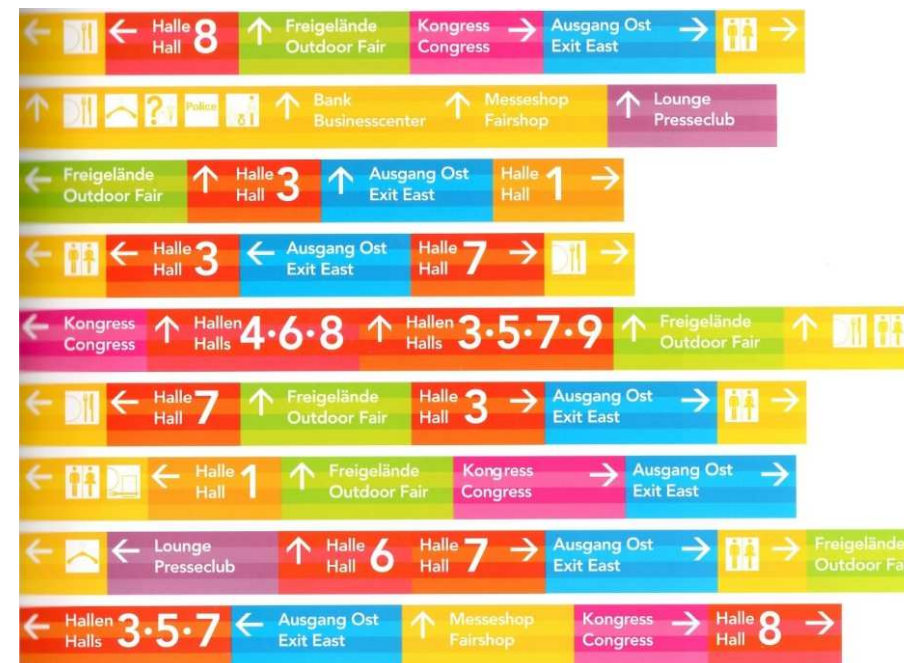 ← ← Halle 8 ↑ Freigelände Kongress → Ausgang Ost → →
Hall Outdoor Fair Congress Exit East
↑ Police ↑ Bank ↑ Messeshop ↑ Lounge
Businesscenter Fairshop Presseclub
← Freigelände ↑ Halle 3 ↑ Ausgang Ost Halle 1 →
Outdoor Fair Hall Exit East Hall
← ← Halle 3 ← Ausgang Ost Halle 7 → →
Hall Exit East Hall
← Kongress ↑ Hallen 4·6·8 ↑ Hallen 3·5·7·9 ↑ Freigelände ↑
Congress Halls Halls Outdoor Fair
← ← Halle 7 ↑ Freigelände Halle 3 → Ausgang Ost → →
Hall Outdoor Fair Hall Exit East
← ← Halle 1 ↑ Freigelände Kongress → Ausgang Ost →
Hall Outdoor Fair Congress Exit East
← ← Lounge ↑ Halle 6 Halle 7 → Ausgang Ost → → Freigelände
Presseclub Hall Hall Exit East Outdoor Fa
← Hallen 3·5·7 ← Ausgang Ost ↑ Messeshop Kongress → Halle 8 →
Halls Exit East Fairshop Congress Hall